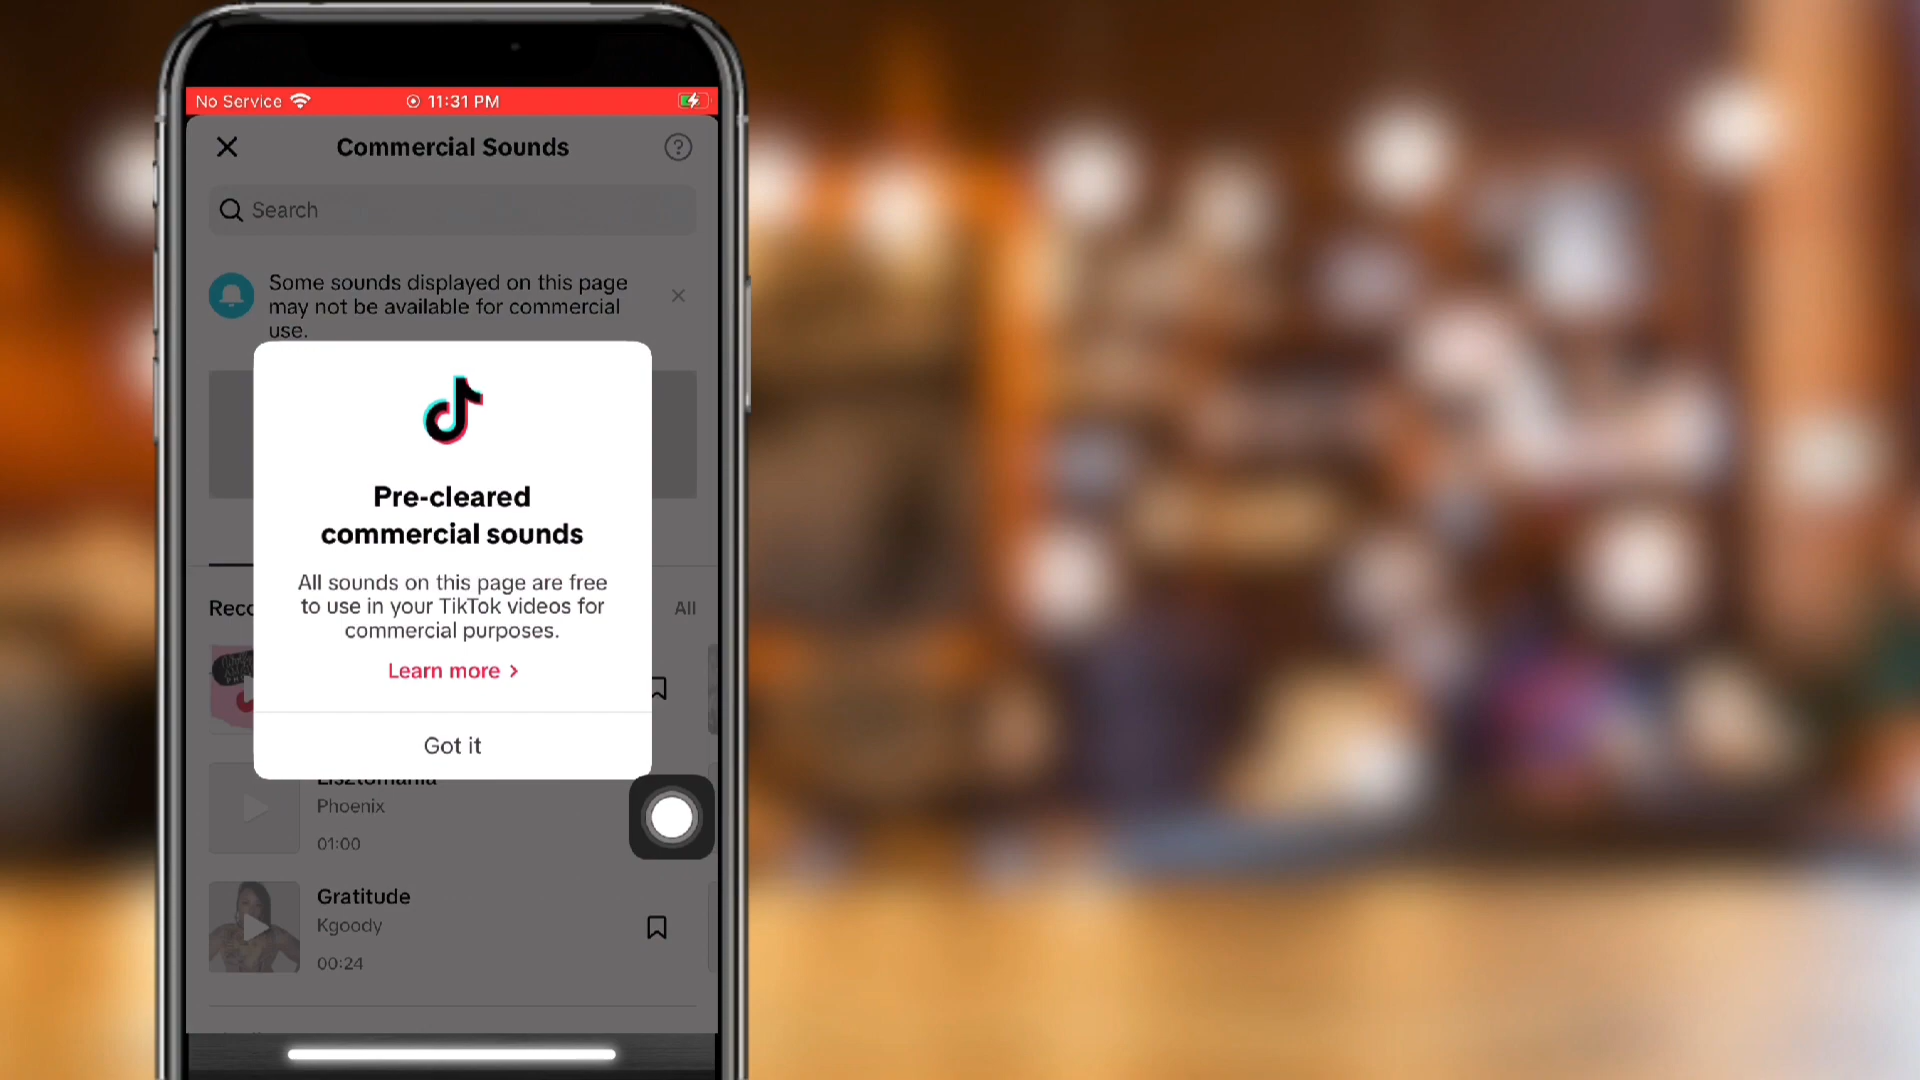 No Service 11:31 PM
Commercial Sounds
?
Search
Some sounds displayed on this page
may not be available for commercial
use.
Pre-cleared
commercial sounds
All sounds on this page are free
to use in your TikTok videos for
commercial purposes.
Learn more >
Got it
Reco
All
Lisztomania
Phoenix
01:00
Gratitude
Kgoody
00:24